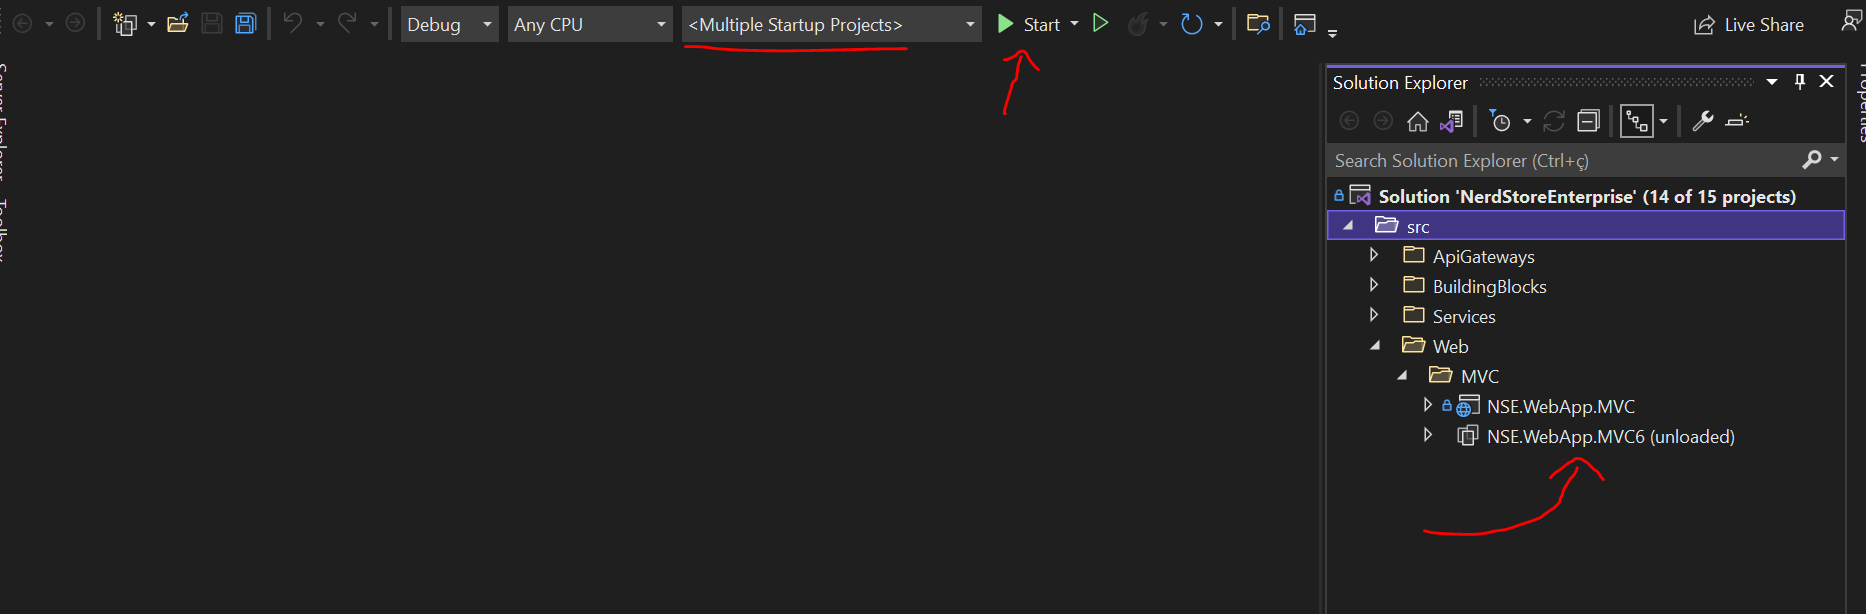 Debug
Any CPU
<Multiple Startup Projects>
Start
Live Share
Solution Explorer
Search Solution Explorer (Ctrl+ç)
Solution 'NerdStoreEnterprise' (14 of 15 projects)
src
ApiGateways
BuildingBlocks
Services
Web
MVC
NSE.WebApp.MVC
NSE.WebApp.MVC6 (unloaded)
Properties